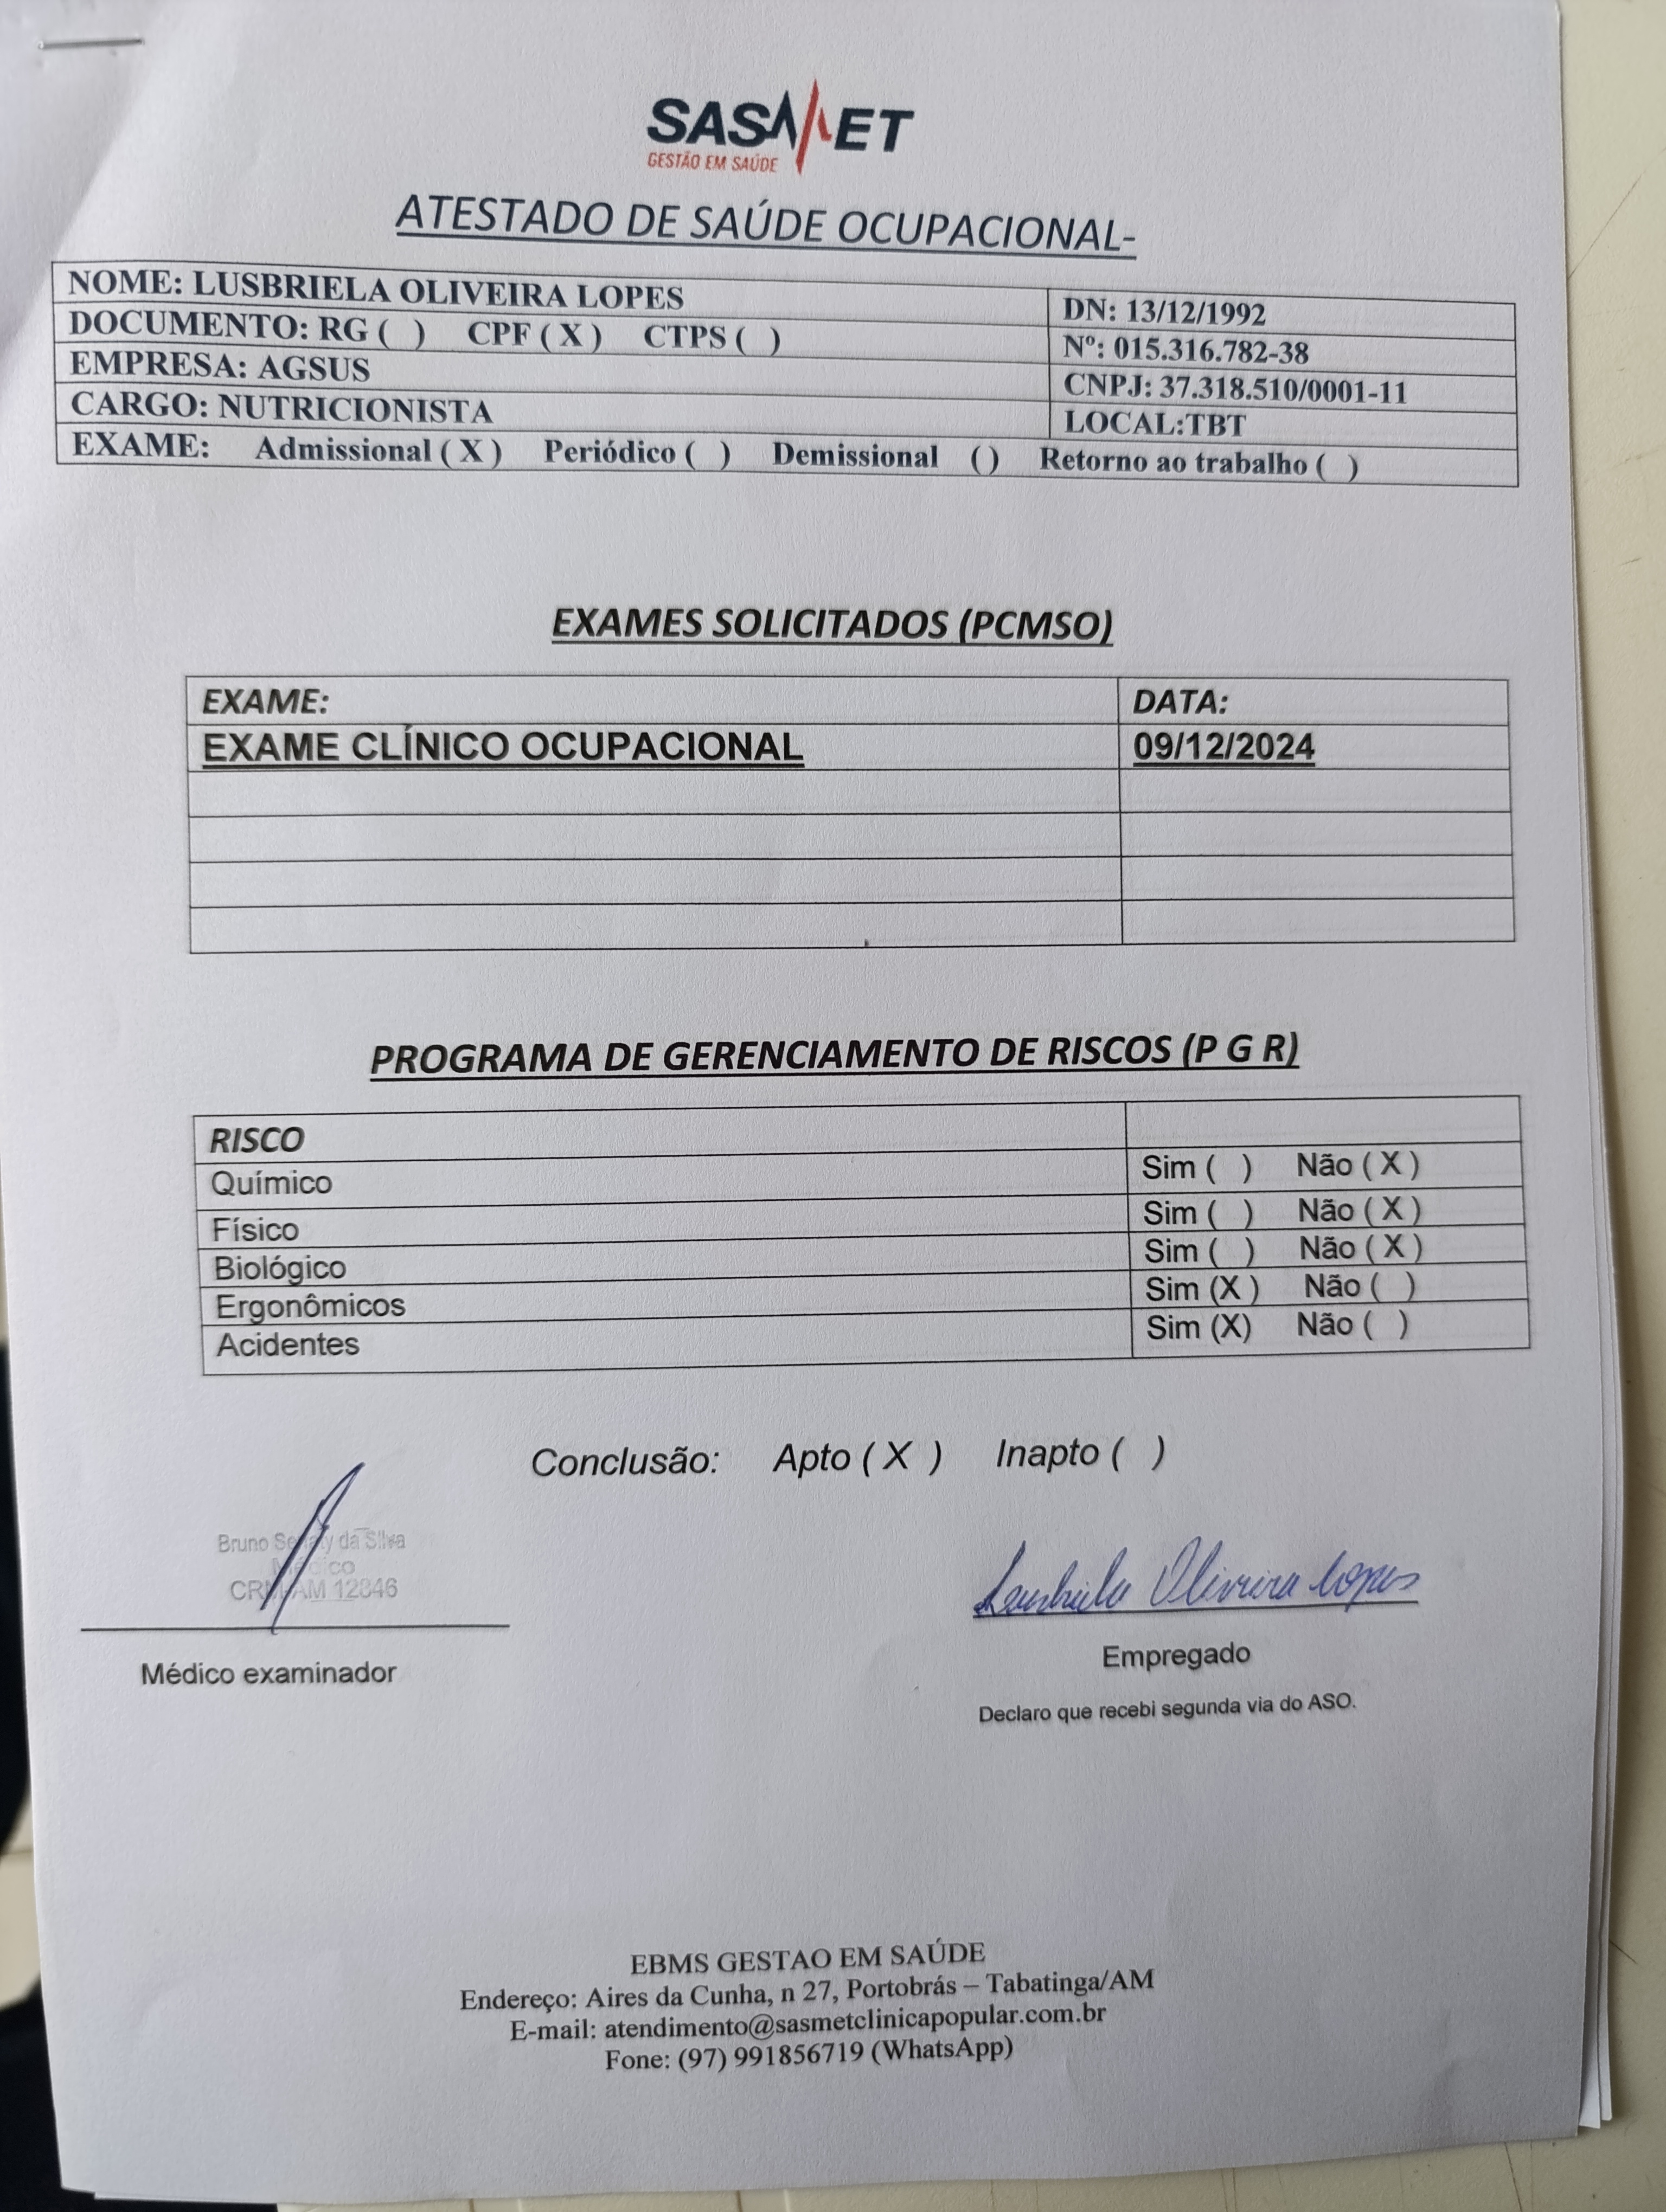 SASMET
GESTÃO EM SAÚDE
ATESTADO DE SAÚDE OCUPACIONAL-
NOME: LUSBRIELA OLIVEIRA LOPES DN: 13/12/1992
DOCUMENTO: RG ( ) CPF ( X ) CTPS ( ) Nº: 015.316.782-38
EMPRESA: AGSUS CNPJ: 37.318.510/0001-11
CARGO: NUTRICIONISTA LOCAL:TBT
EXAME: Admissional ( X ) Periódico ( ) Demissional () Retorno ao trabalho ( )
EXAMES SOLICITADOS (PCMSO)
EXAME: DATA:
EXAME CLÍNICO OCUPACIONAL 09/12/2024
PROGRAMA DE GERENCIAMENTO DE RISCOS (P G R)
RISCO
Químico Sim ( ) Não ( X )
Físico Sim ( ) Não ( X )
Biológico Sim ( ) Não ( X )
Ergonômicos Sim (X ) Não ( )
Acidentes Sim (X) Não ( )
Conclusão: Apto ( X ) Inapto ( )
Bruno da Silva
Médico
CRM-AM 12846
Oliveira Lopes
Médico examinador
Empregado
Declaro que recebi segunda via do ASO.
EBMS GESTAO EM SAÚDE
Endereço: Aires da Cunha, n 27, Portobrás – Tabatinga/AM
E-mail: atendimento@sasmetclinicapopular.com.br
Fone: (97) 991856719 (WhatsApp)